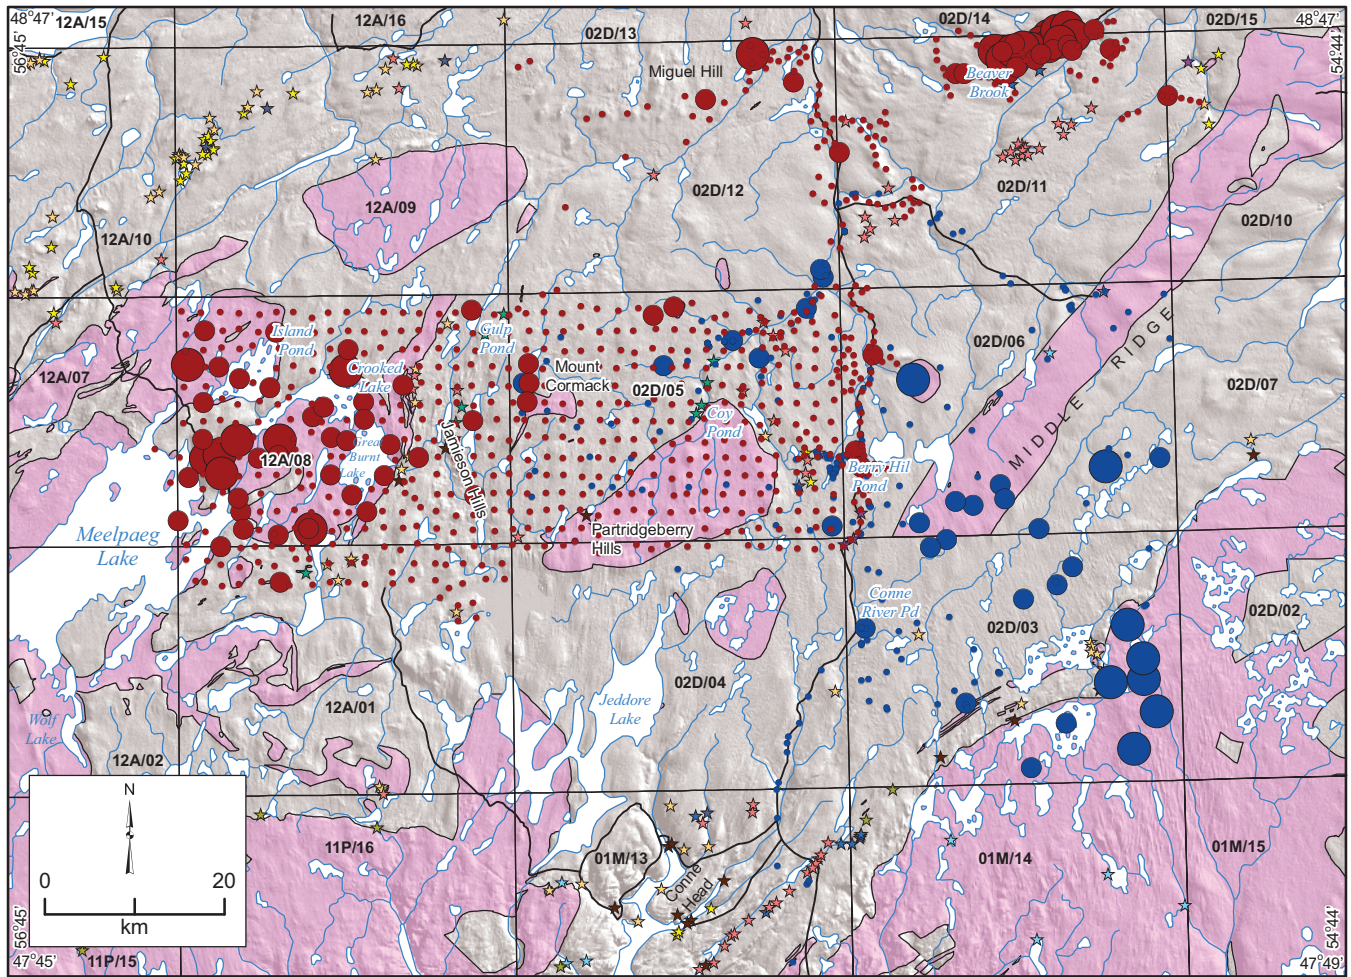 48°47'
12A/15
12A/16
02D/13
02D/14
02D/15
48°47'
56°45'
54°44'
Miguel Hill
Beaver
Brook
02D/12
02D/11
12A/09
12A/10
02D/10
Island
Pond
Gulp
Pond
02D/06
MIDDLE RIDGE
Crooked
Lake
Mount
Cormack
12A/07
02D/05
02D/07
Coy
Pond
Jamieson Hills
Great
Burnt
Lake
12A/08
Berry Hil
Pond
Meelpaeg
Lake
Partridgeberry
Hills
Conne
River Pd
02D/02
02D/03
02D/04
12A/01
Jeddore
Lake
Wolf
Lake
12A/02
N
0
20
km
11P/16
01M/13
01M/14
01M/15
Conne
Head
56°45'
54°44'
47°45'
11P/15
47°49'